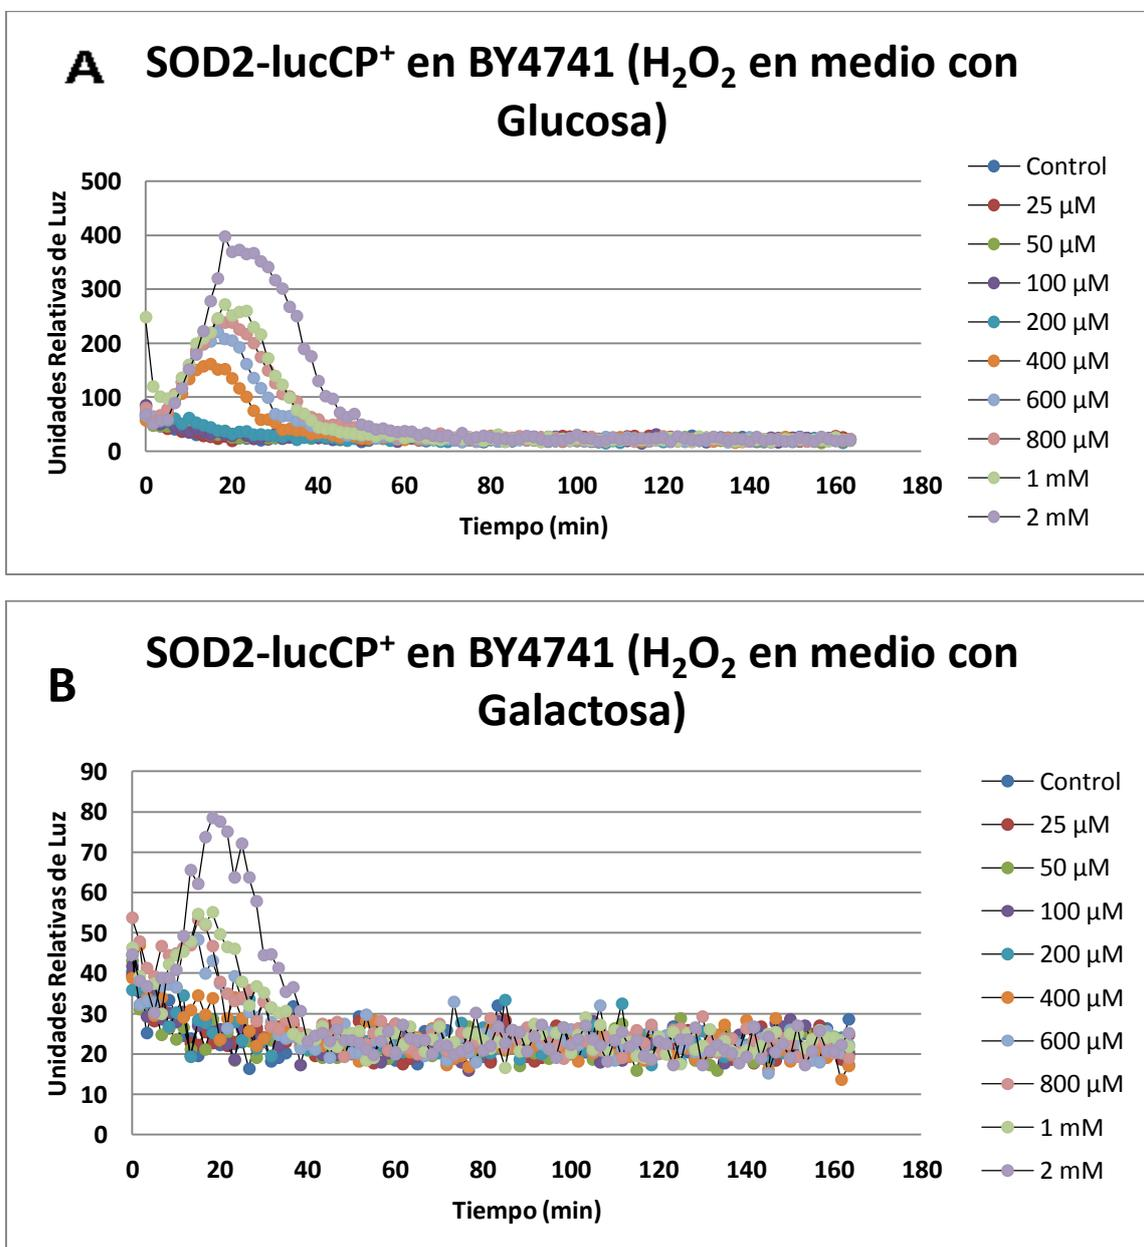 A
SOD2-lucCP⁺ en BY4741 (H₂O₂ en medio con
Glucosa)
Unidades Relativas de Luz
500
400
300
200
100
0
0 20 40 60 80 100 120 140 160 180
Tiempo (min)
Control
25 µM
50 µM
100 µM
200 µM
400 µM
600 µM
800 µM
1 mM
2 mM
B
SOD2-lucCP⁺ en BY4741 (H₂O₂ en medio con
Galactosa)
Unidades Relativas de Luz
90
80
70
60
50
40
30
20
10
0
0 20 40 60 80 100 120 140 160 180
Tiempo (min)
Control
25 µM
50 µM
100 µM
200 µM
400 µM
600 µM
800 µM
1 mM
2 mM